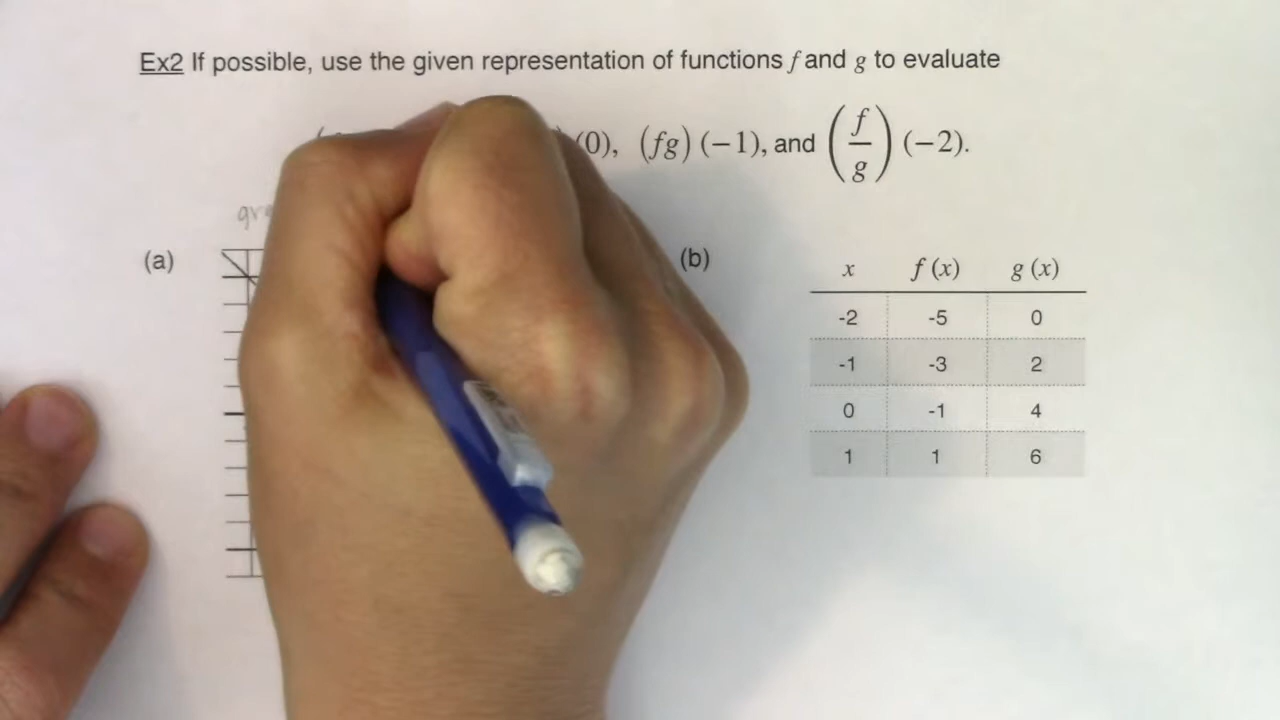 Ex2 If possible, use the given representation of functions f and g to evaluate
(0), (fg)(−1), and (f/g)(−2).
(a)
(b)
x f(x) g(x)
-2 -5 0
-1 -3 2
0 -1 4
1 1 6